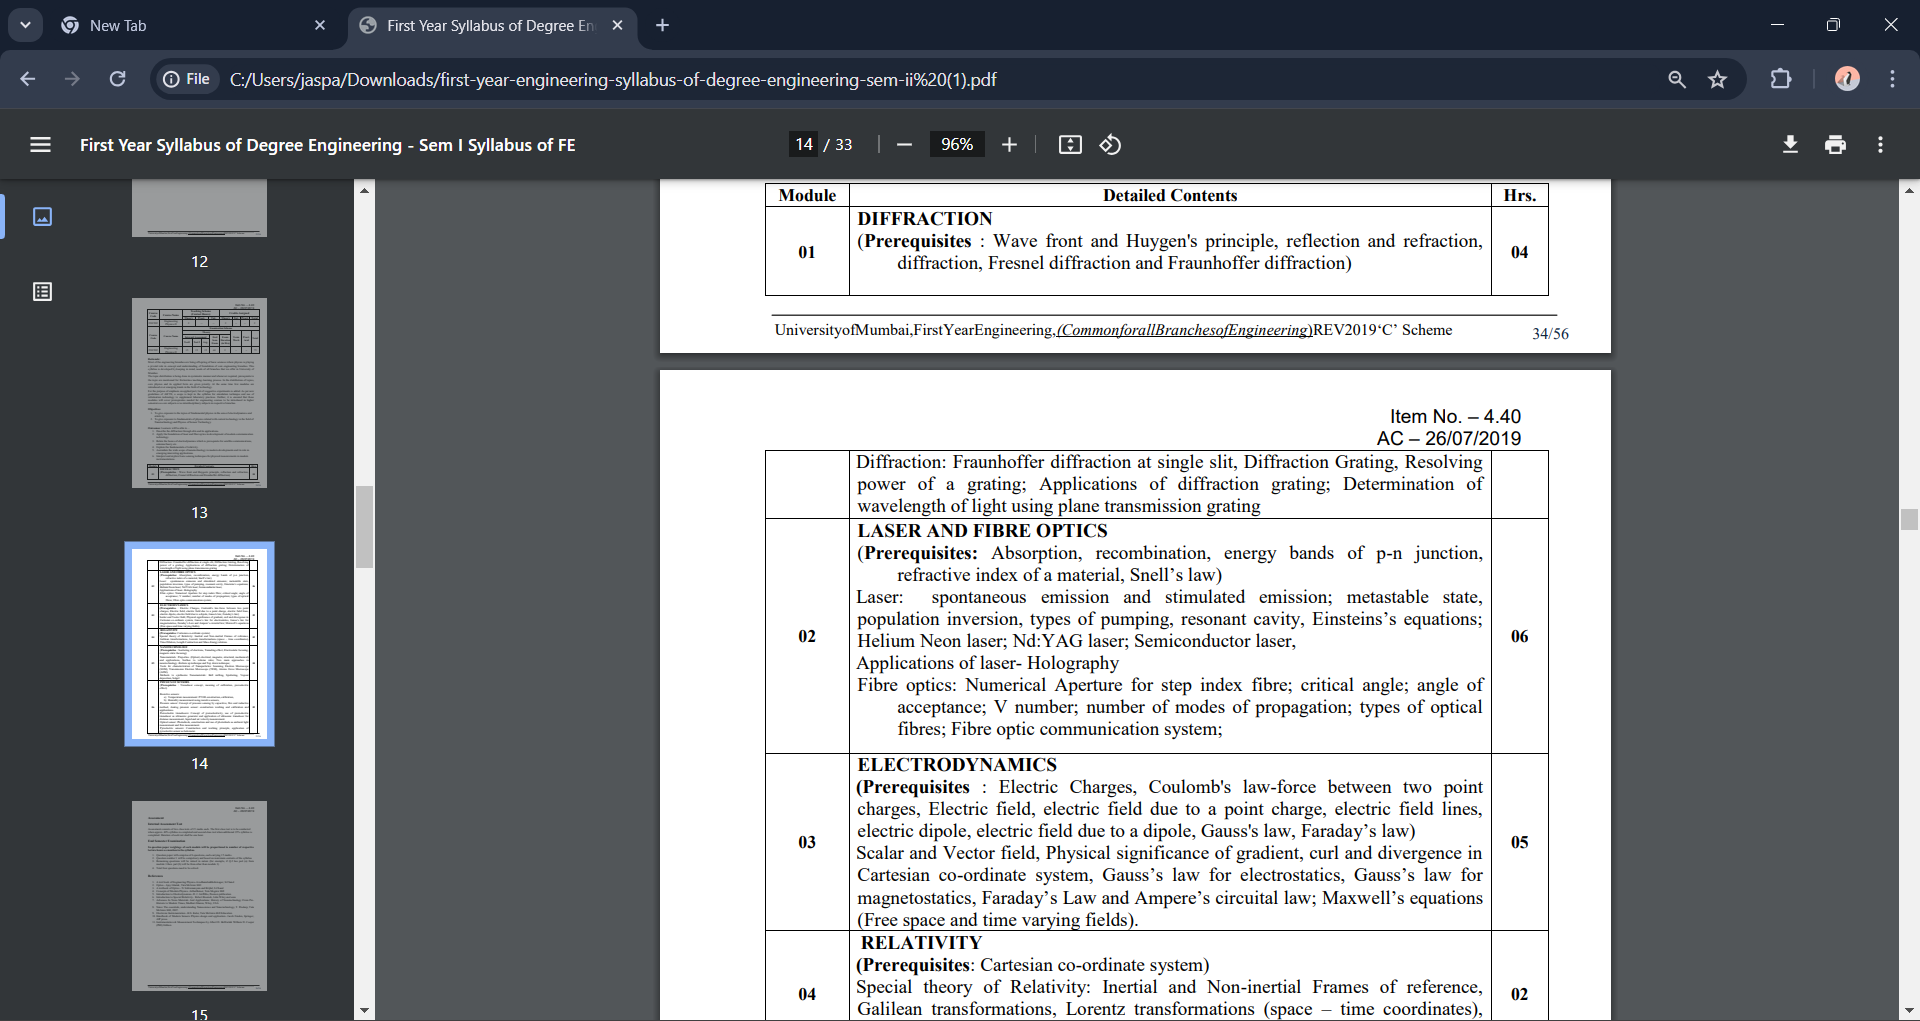 New Tab
First Year Syllabus of Degree En
File
C:/Users/jaspa/Downloads/first-year-engineering-syllabus-of-degree-engineering-sem-ii%20(1).pdf
First Year Syllabus of Degree Engineering - Sem I Syllabus of FE
14 / 33
96%
12
13
14
15
Module Detailed Contents Hrs.
DIFFRACTION
(Prerequisites : Wave front and Huygen's principle, reflection and refraction,
01 04
diffraction, Fresnel diffraction and Fraunhoffer diffraction)
UniversityofMumbai,FirstYearEngineering,(CommonforallBranchesofEngineering)REV2019‘C’ Scheme 34/56
Item No. – 4.40
AC – 26/07/2019
Diffraction: Fraunhoffer diffraction at single slit, Diffraction Grating, Resolving
power of a grating; Applications of diffraction grating; Determination of
wavelength of light using plane transmission grating
LASER AND FIBRE OPTICS
(Prerequisites: Absorption, recombination, energy bands of p-n junction,
refractive index of a material, Snell’s law)
Laser: spontaneous emission and stimulated emission; metastable state,
population inversion, types of pumping, resonant cavity, Einsteins’s equations;
02 06
Helium Neon laser; Nd:YAG laser; Semiconductor laser,
Applications of laser- Holography
Fibre optics: Numerical Aperture for step index fibre; critical angle; angle of
acceptance; V number; number of modes of propagation; types of optical
fibres; Fibre optic communication system;
ELECTRODYNAMICS
(Prerequisites : Electric Charges, Coulomb's law-force between two point
charges, Electric field, electric field due to a point charge, electric field lines,
electric dipole, electric field due to a dipole, Gauss's law, Faraday’s law)
03 05
Scalar and Vector field, Physical significance of gradient, curl and divergence in
Cartesian co-ordinate system, Gauss’s law for electrostatics, Gauss’s law for
magnetostatics, Faraday’s Law and Ampere’s circuital law; Maxwell’s equations
(Free space and time varying fields).
RELATIVITY
(Prerequisites: Cartesian co-ordinate system)
04 02
Special theory of Relativity: Inertial and Non-inertial Frames of reference,
Galilean transformations, Lorentz transformations (space – time coordinates),